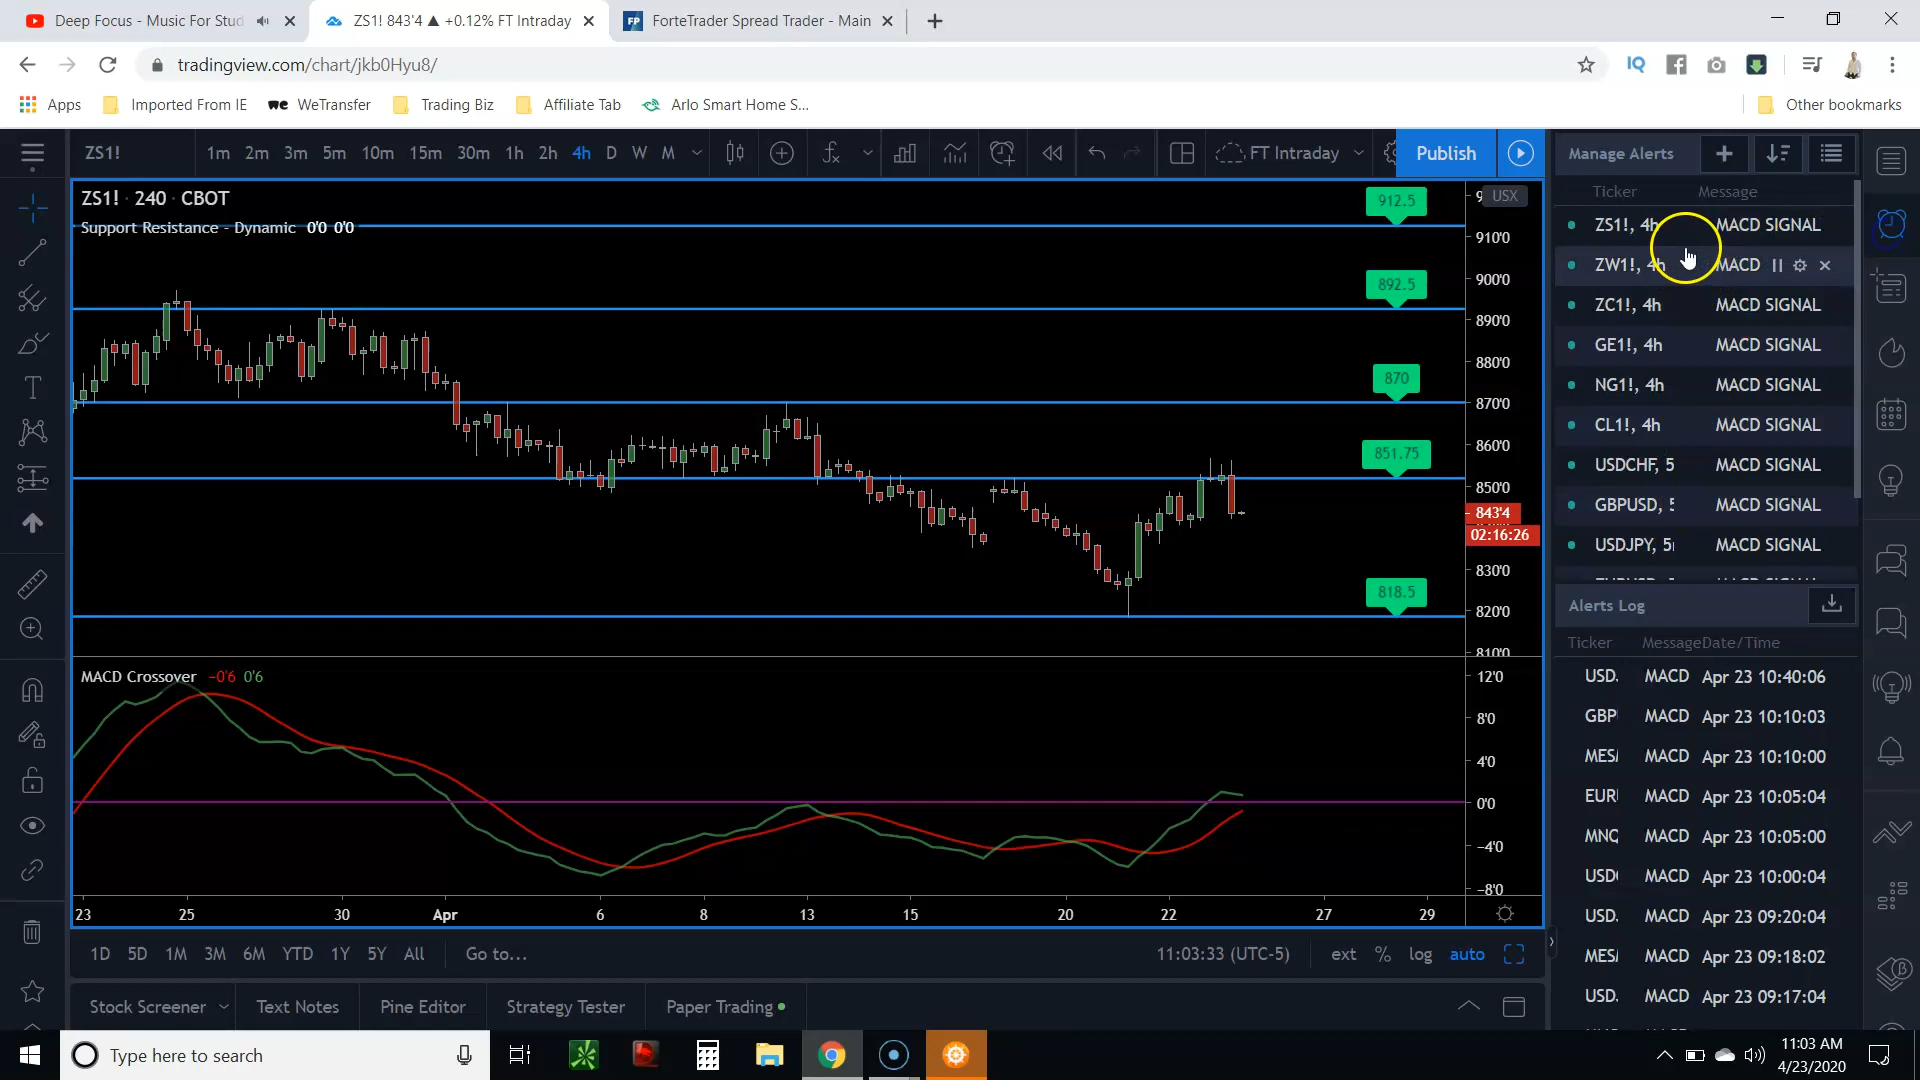 Deep Focus - Music For Stud
ZS1! 843'4 ▲ +0.12% FT Intraday
ForteTrader Spread Trader - Main
tradingview.com/chart/jkb0Hyu8/
Apps
Imported From IE
WeTransfer
Trading Biz
Affiliate Tab
Arlo Smart Home S...
Other bookmarks
ZS1!
1m 2m 3m 5m 10m 15m 30m 1h 2h 4h D W M
FT Intraday
Publish
ZS1! · 240 · CBOT
Support Resistance - Dynamic 0'0 0'0
912.5
892.5
870
851.75
818.5
USX
910'0
900'0
890'0
880'0
870'0
860'0
850'0
843'4
02:16:26
830'0
820'0
810'0
MACD Crossover −0'6 0'6
12'0
8'0
4'0
0'0
−4'0
−8'0
23 25 30 Apr 6 8 13 15 20 22 27 29
1D 5D 1M 3M 6M YTD 1Y 5Y All
Go to...
11:03:33 (UTC-5)
ext % log auto
Stock Screener
Text Notes
Pine Editor
Strategy Tester
Paper Trading
Manage Alerts
Ticker Message
ZS1!, 4h MACD SIGNAL
ZW1!, 4h MACD
ZC1!, 4h MACD SIGNAL
GE1!, 4h MACD SIGNAL
NG1!, 4h MACD SIGNAL
CL1!, 4h MACD SIGNAL
USDCHF, 5 MACD SIGNAL
GBPUSD, 5 MACD SIGNAL
USDJPY, 5 MACD SIGNAL
Alerts Log
Ticker Message Date/Time
USD. MACD Apr 23 10:40:06
GBP MACD Apr 23 10:10:03
MES MACD Apr 23 10:10:00
EUR MACD Apr 23 10:05:04
MNQ MACD Apr 23 10:05:00
USD MACD Apr 23 10:00:04
USD. MACD Apr 23 09:20:04
MES MACD Apr 23 09:18:02
USD. MACD Apr 23 09:17:04
Type here to search
11:03 AM
4/23/2020